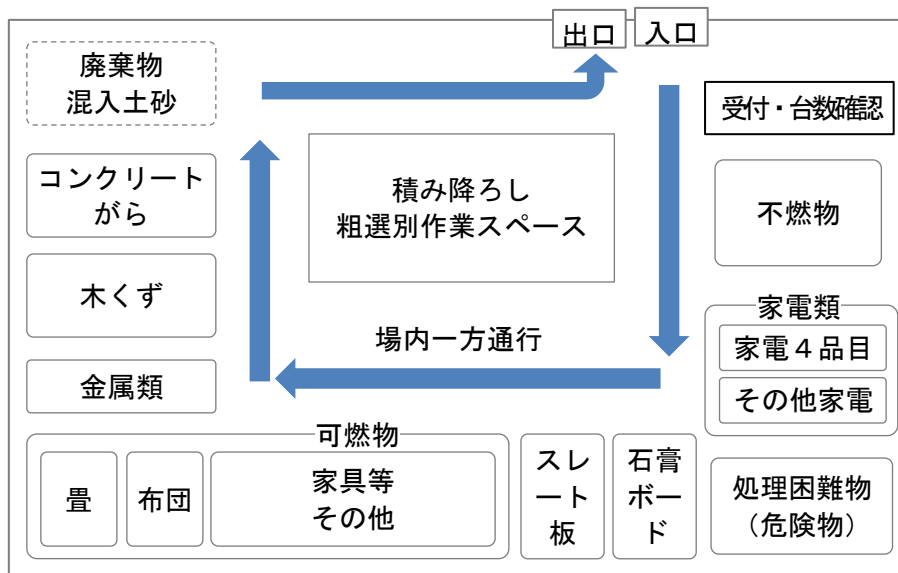 出口
入口
廃棄物
混入土砂
受付・台数確認
コンクリート
がら
積み降ろし
粗選別作業スペース
不燃物
木くず
家電類
家電４品目
その他家電
場内一方通行
金属類
可燃物
畳
布団
家具等
その他
スレ
ート
板
石膏
ボー
ド
処理困難物
（危険物）